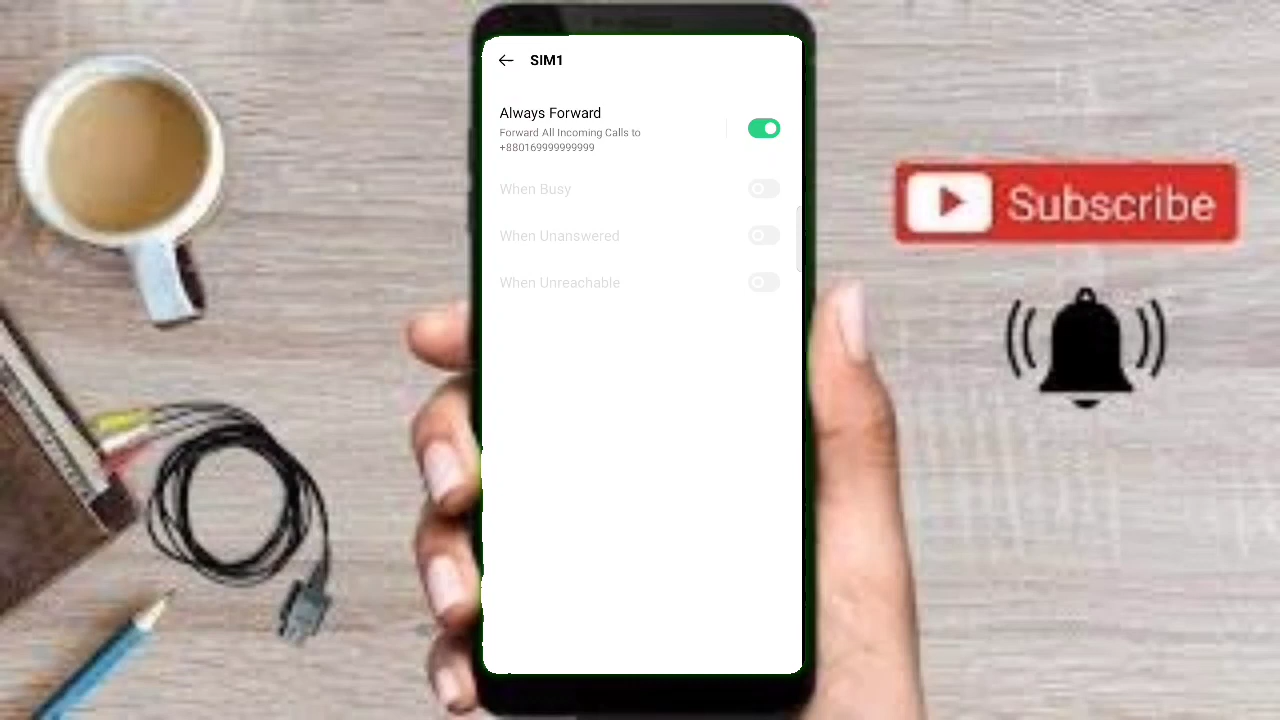 SIM1
Always Forward
Forward All Incoming Calls to
+880169999999999
When Busy
When Unanswered
When Unreachable
Subscribe